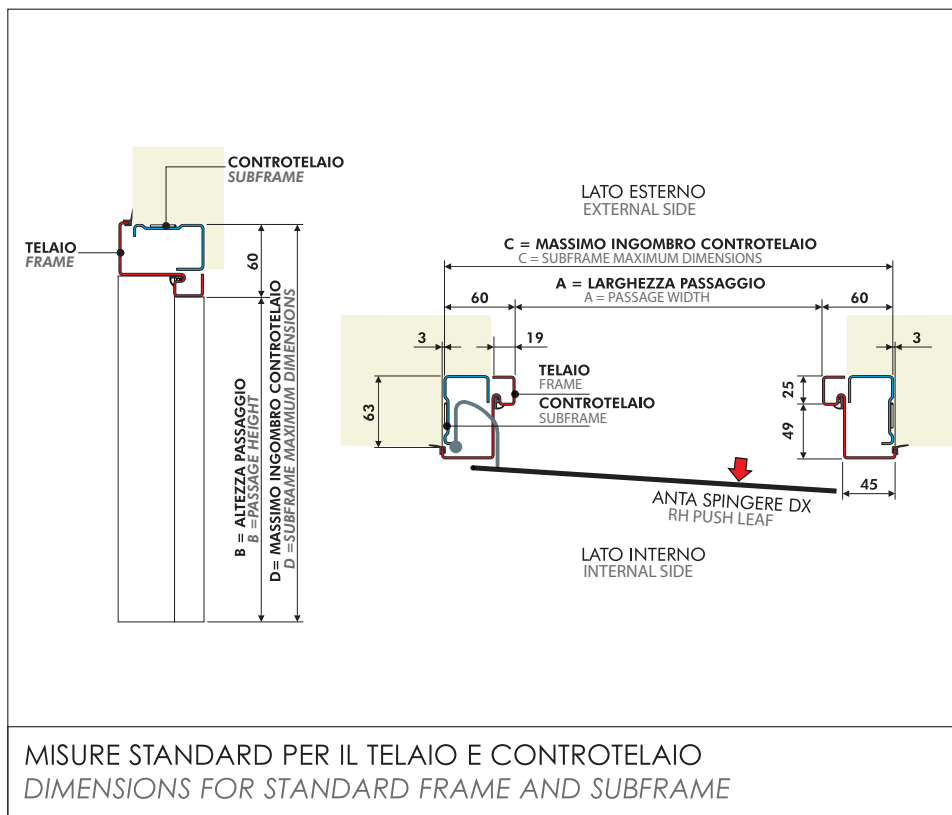 CONTROTELAIO
SUBFRAME
TELAIO
FRAME
60
B = ALTEZZA PASSAGGIO
B =PASSAGE HEIGHT
D= MASSIMO INGOMBRO CONTROTELAIO
D =SUBFRAME MAXIMUM DIMENSIONS
LATO ESTERNO
EXTERNAL SIDE
C = MASSIMO INGOMBRO CONTROTELAIO
C = SUBFRAME MAXIMUM DIMENSIONS
60
A = LARGHEZZA PASSAGGIO
A = PASSAGE WIDTH
60
3
19
3
TELAIO
FRAME
CONTROTELAIO
SUBFRAME
63
25
49
45
ANTA SPINGERE DX
RH PUSH LEAF
LATO INTERNO
INTERNAL SIDE
MISURE STANDARD PER IL TELAIO E CONTROTELAIO
DIMENSIONS FOR STANDARD FRAME AND SUBFRAME